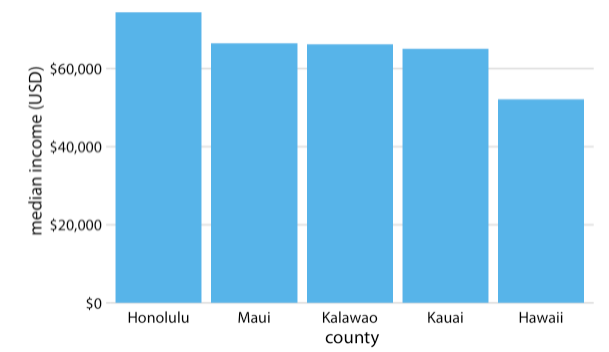 median income (USD)
$60,000
$40,000
$20,000
$0
Honolulu Maui Kalawao Kauai Hawaii
county